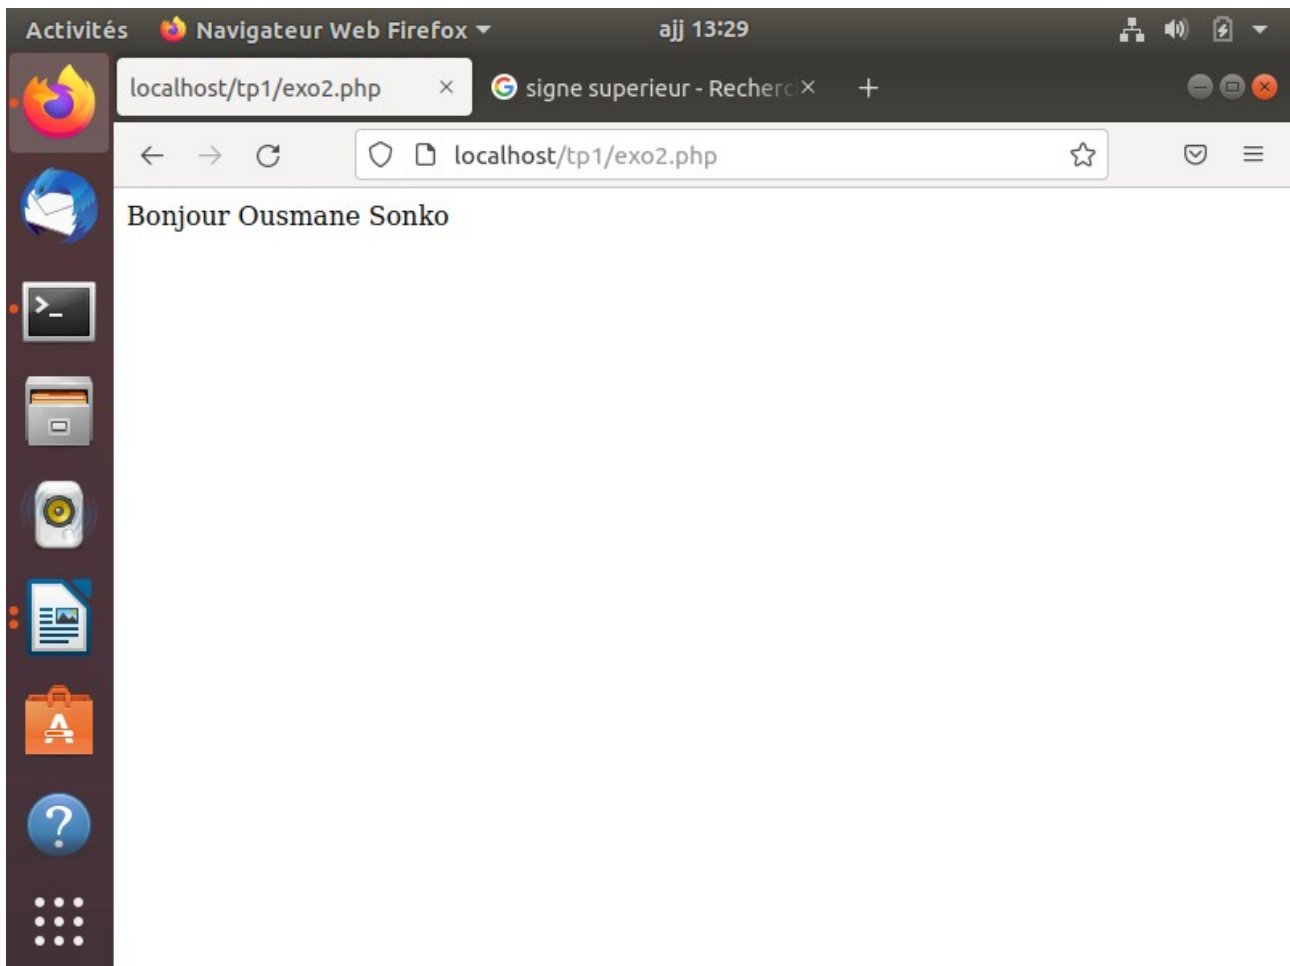 Activités Navigateur Web Firefox ajj 13:29
localhost/tp1/exo2.php signe superieur - Recherc
localhost/tp1/exo2.php
Bonjour Ousmane Sonko